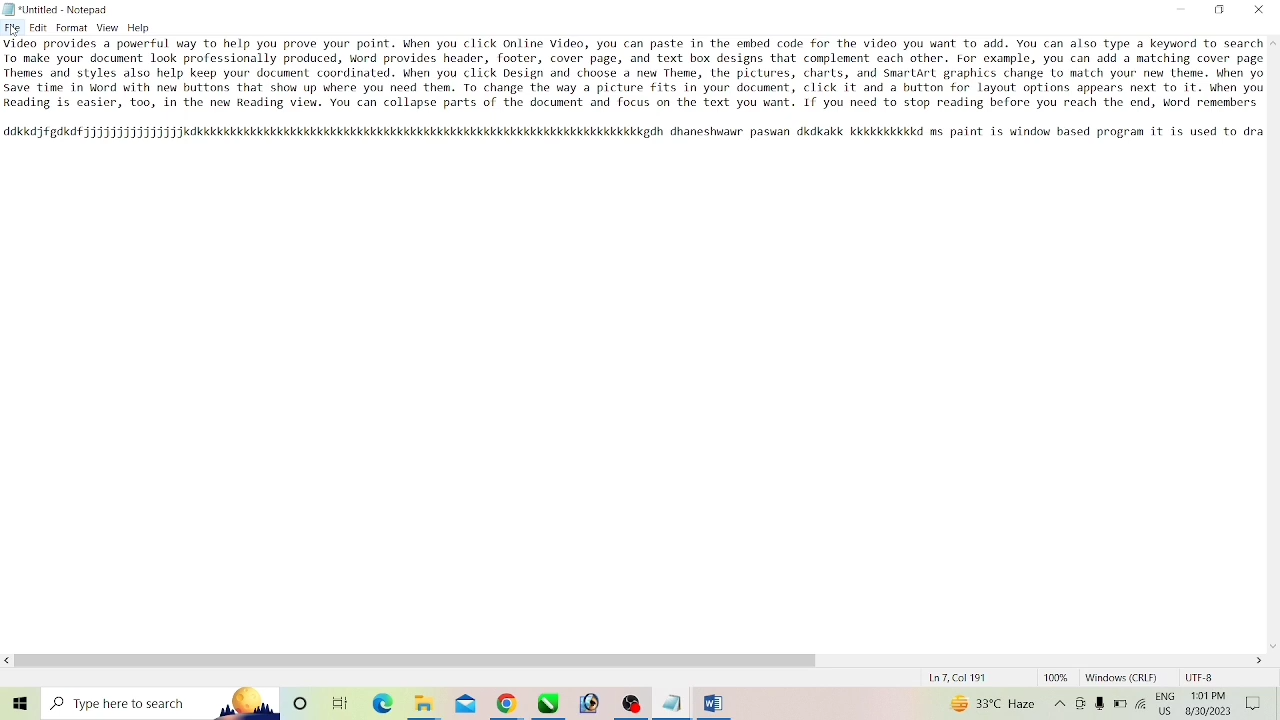 *Untitled - Notepad
File Edit Format View Help
Video provides a powerful way to help you prove your point. When you click Online Video, you can paste in the embed code for the video you want to add. You can also type a keyword to search
To make your document look professionally produced, Word provides header, footer, cover page, and text box designs that complement each other. For example, you can add a matching cover page
Themes and styles also help keep your document coordinated. When you click Design and choose a new Theme, the pictures, charts, and SmartArt graphics change to match your new theme. When yo
Save time in Word with new buttons that show up where you need them. To change the way a picture fits in your document, click it and a button for layout options appears next to it. When you
Reading is easier, too, in the new Reading view. You can collapse parts of the document and focus on the text you want. If you need to stop reading before you reach the end, Word remembers
dhaneshwawr paswan dkdkakk kkkkkkkkkkd ms paint is window based program it is used to dra
Ln 7, Col 191 100% Windows (CRLF) UTF-8
Type here to search 33°C Haze ENG US 1:01 PM 8/30/2023